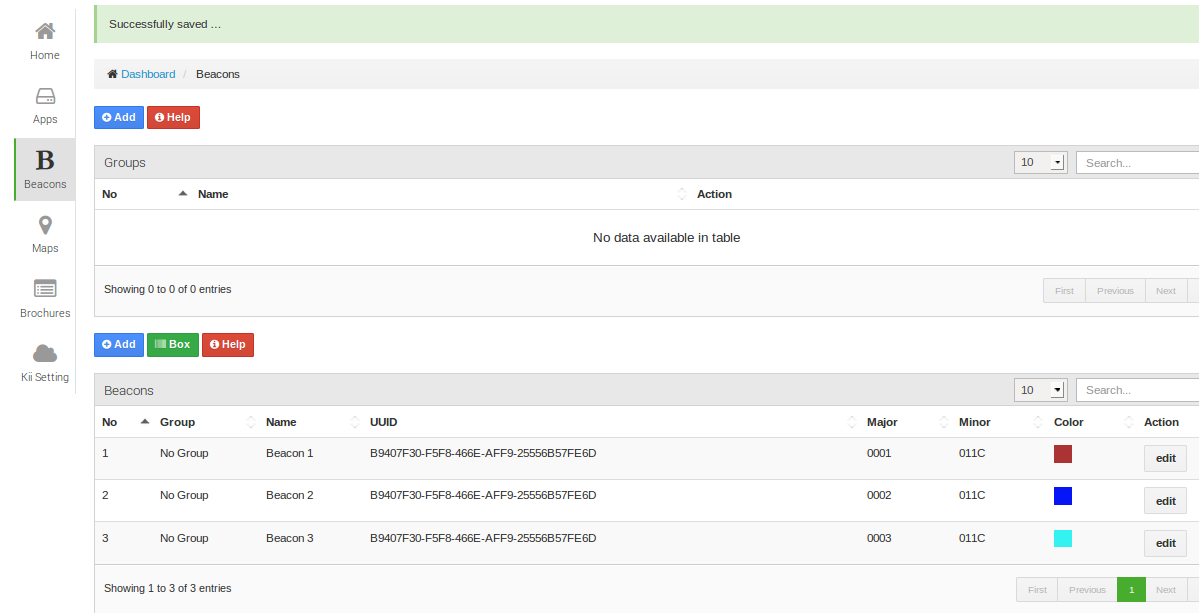 Successfully saved ...
Home
Dashboard / Beacons
Apps
Add Help
B
Beacons
Groups 10 Search...
No Name Action
No data available in table
Maps
Showing 0 to 0 of 0 entries First Previous Next
Brochures
Add Box Help
Kii Setting
Beacons 10 Search...
No Group Name UUID Major Minor Color Action
1 No Group Beacon 1 B9407F30-F5F8-466E-AFF9-25556B57FE6D 0001 011C edit
2 No Group Beacon 2 B9407F30-F5F8-466E-AFF9-25556B57FE6D 0002 011C edit
3 No Group Beacon 3 B9407F30-F5F8-466E-AFF9-25556B57FE6D 0003 011C edit
Showing 1 to 3 of 3 entries First Previous 1 Next